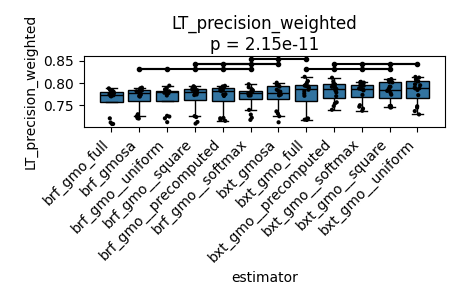 LT_precision_weighted
p = 2.15e-11
LT_precision_weighted
0.85
0.80
0.75
brf_gmo_full
brf_gmosa
brf_gmo__uniform
brf_gmo__square
brf_gmo__precomputed
brf_gmo__softmax
bxt_gmosa
bxt_gmo_full
bxt_gmo__precomputed
bxt_gmo__softmax
bxt_gmo__square
bxt_gmo__uniform
estimator